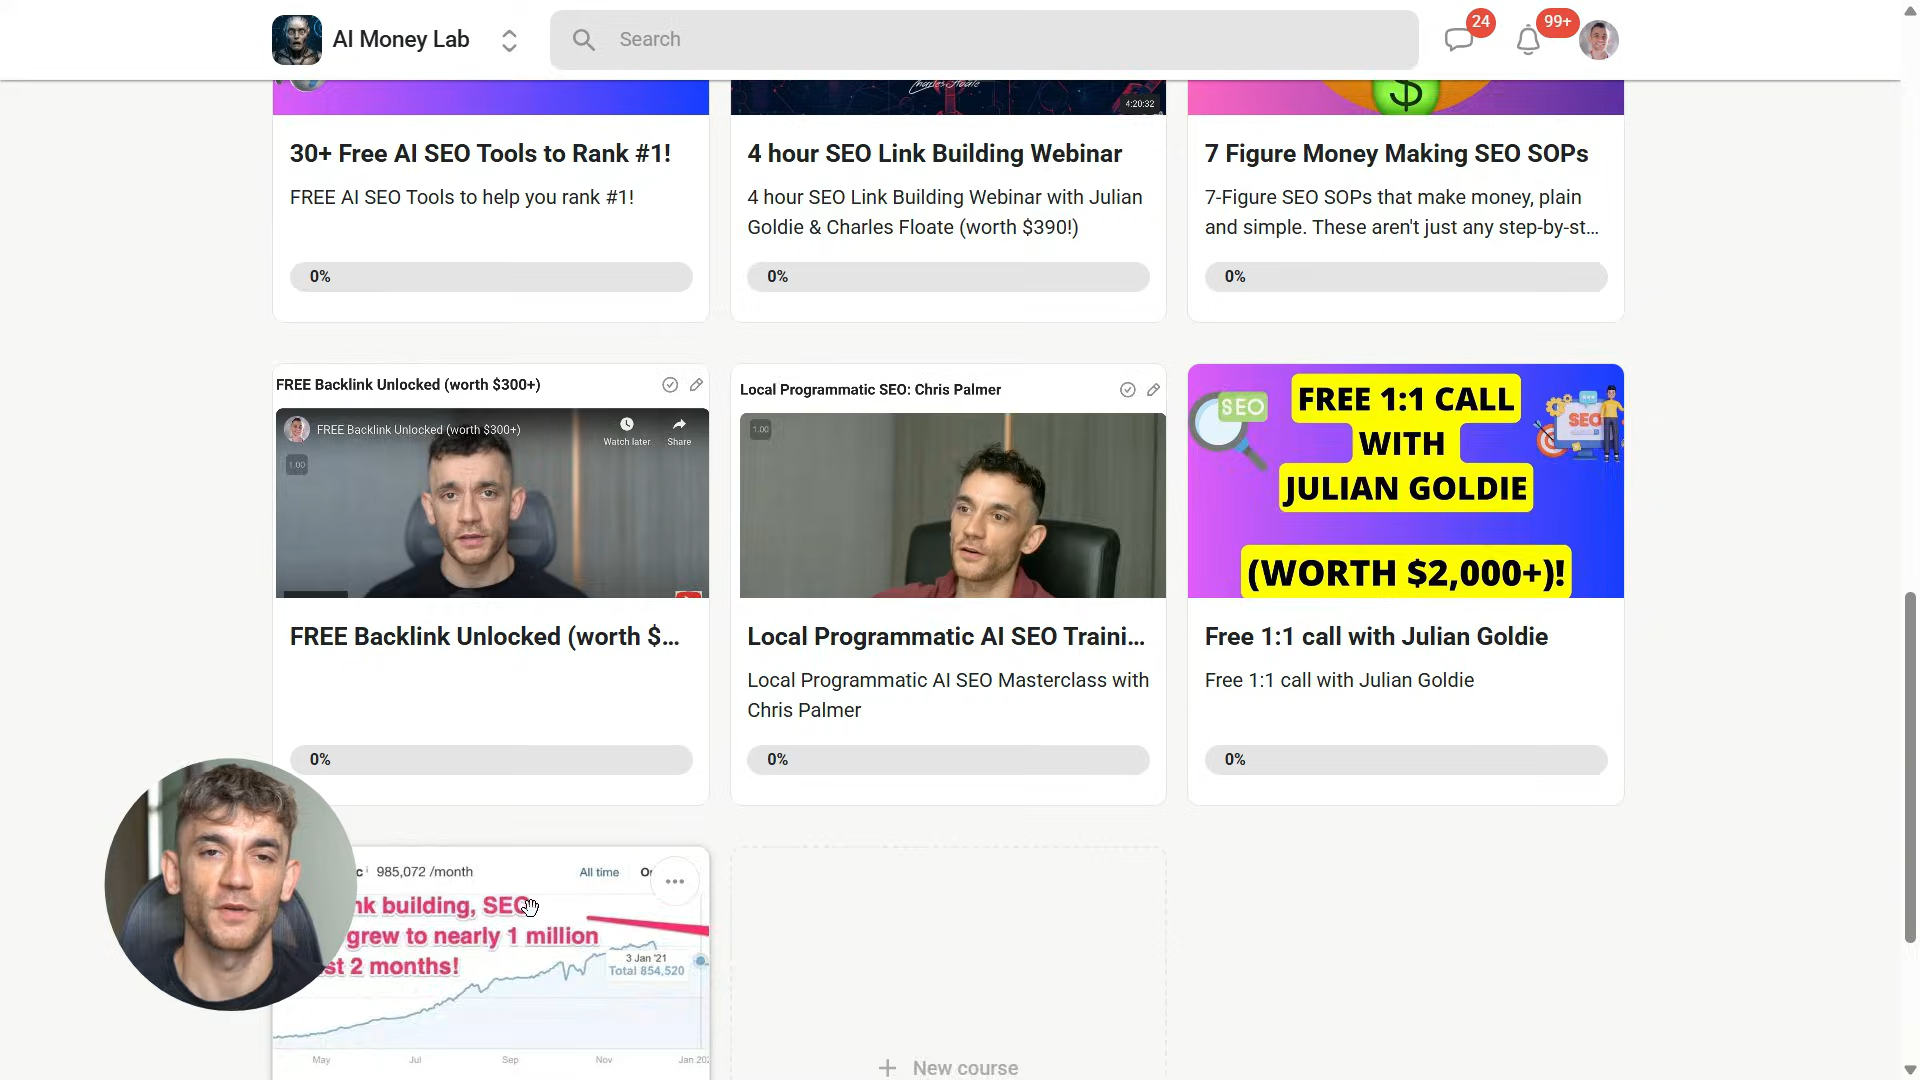 AI Money Lab
Search
24
99+
4:20:32
$
30+ Free AI SEO Tools to Rank #1!
FREE AI SEO Tools to help you rank #1!
0%
4 hour SEO Link Building Webinar
4 hour SEO Link Building Webinar with Julian
Goldie & Charles Floate (worth $390!)
0%
7 Figure Money Making SEO SOPs
7-Figure SEO SOPs that make money, plain
and simple. These aren't just any step-by-st...
0%
FREE Backlink Unlocked (worth $300+)
FREE Backlink Unlocked (worth $300+)
Watch later
Share
1.00
FREE Backlink Unlocked (worth $...
0%
Local Programmatic SEO: Chris Palmer
1.00
Local Programmatic AI SEO Traini...
Local Programmatic AI SEO Masterclass with
Chris Palmer
0%
SEO
FREE 1:1 CALL
WITH
JULIAN GOLDIE
(WORTH $2,000+)!
SEO
Free 1:1 call with Julian Goldie
Free 1:1 call with Julian Goldie
0%
985,072 /month
All time
building, SEO
grew to nearly 1 million
2 months!
3 Jan '21
Total 854,520
May
Jul
Sep
Nov
Jan
New course